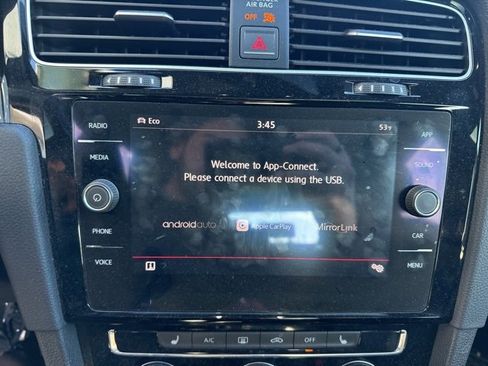 AIR BAG
OFF
Eco 3:45 53°F
RADIO
APP
MEDIA
SOUND
Welcome to App-Connect.
Please connect a device using the USB.
androidauto Apple CarPlay MirrorLink
PHONE
CAR
VOICE
MENU
A/C OFF